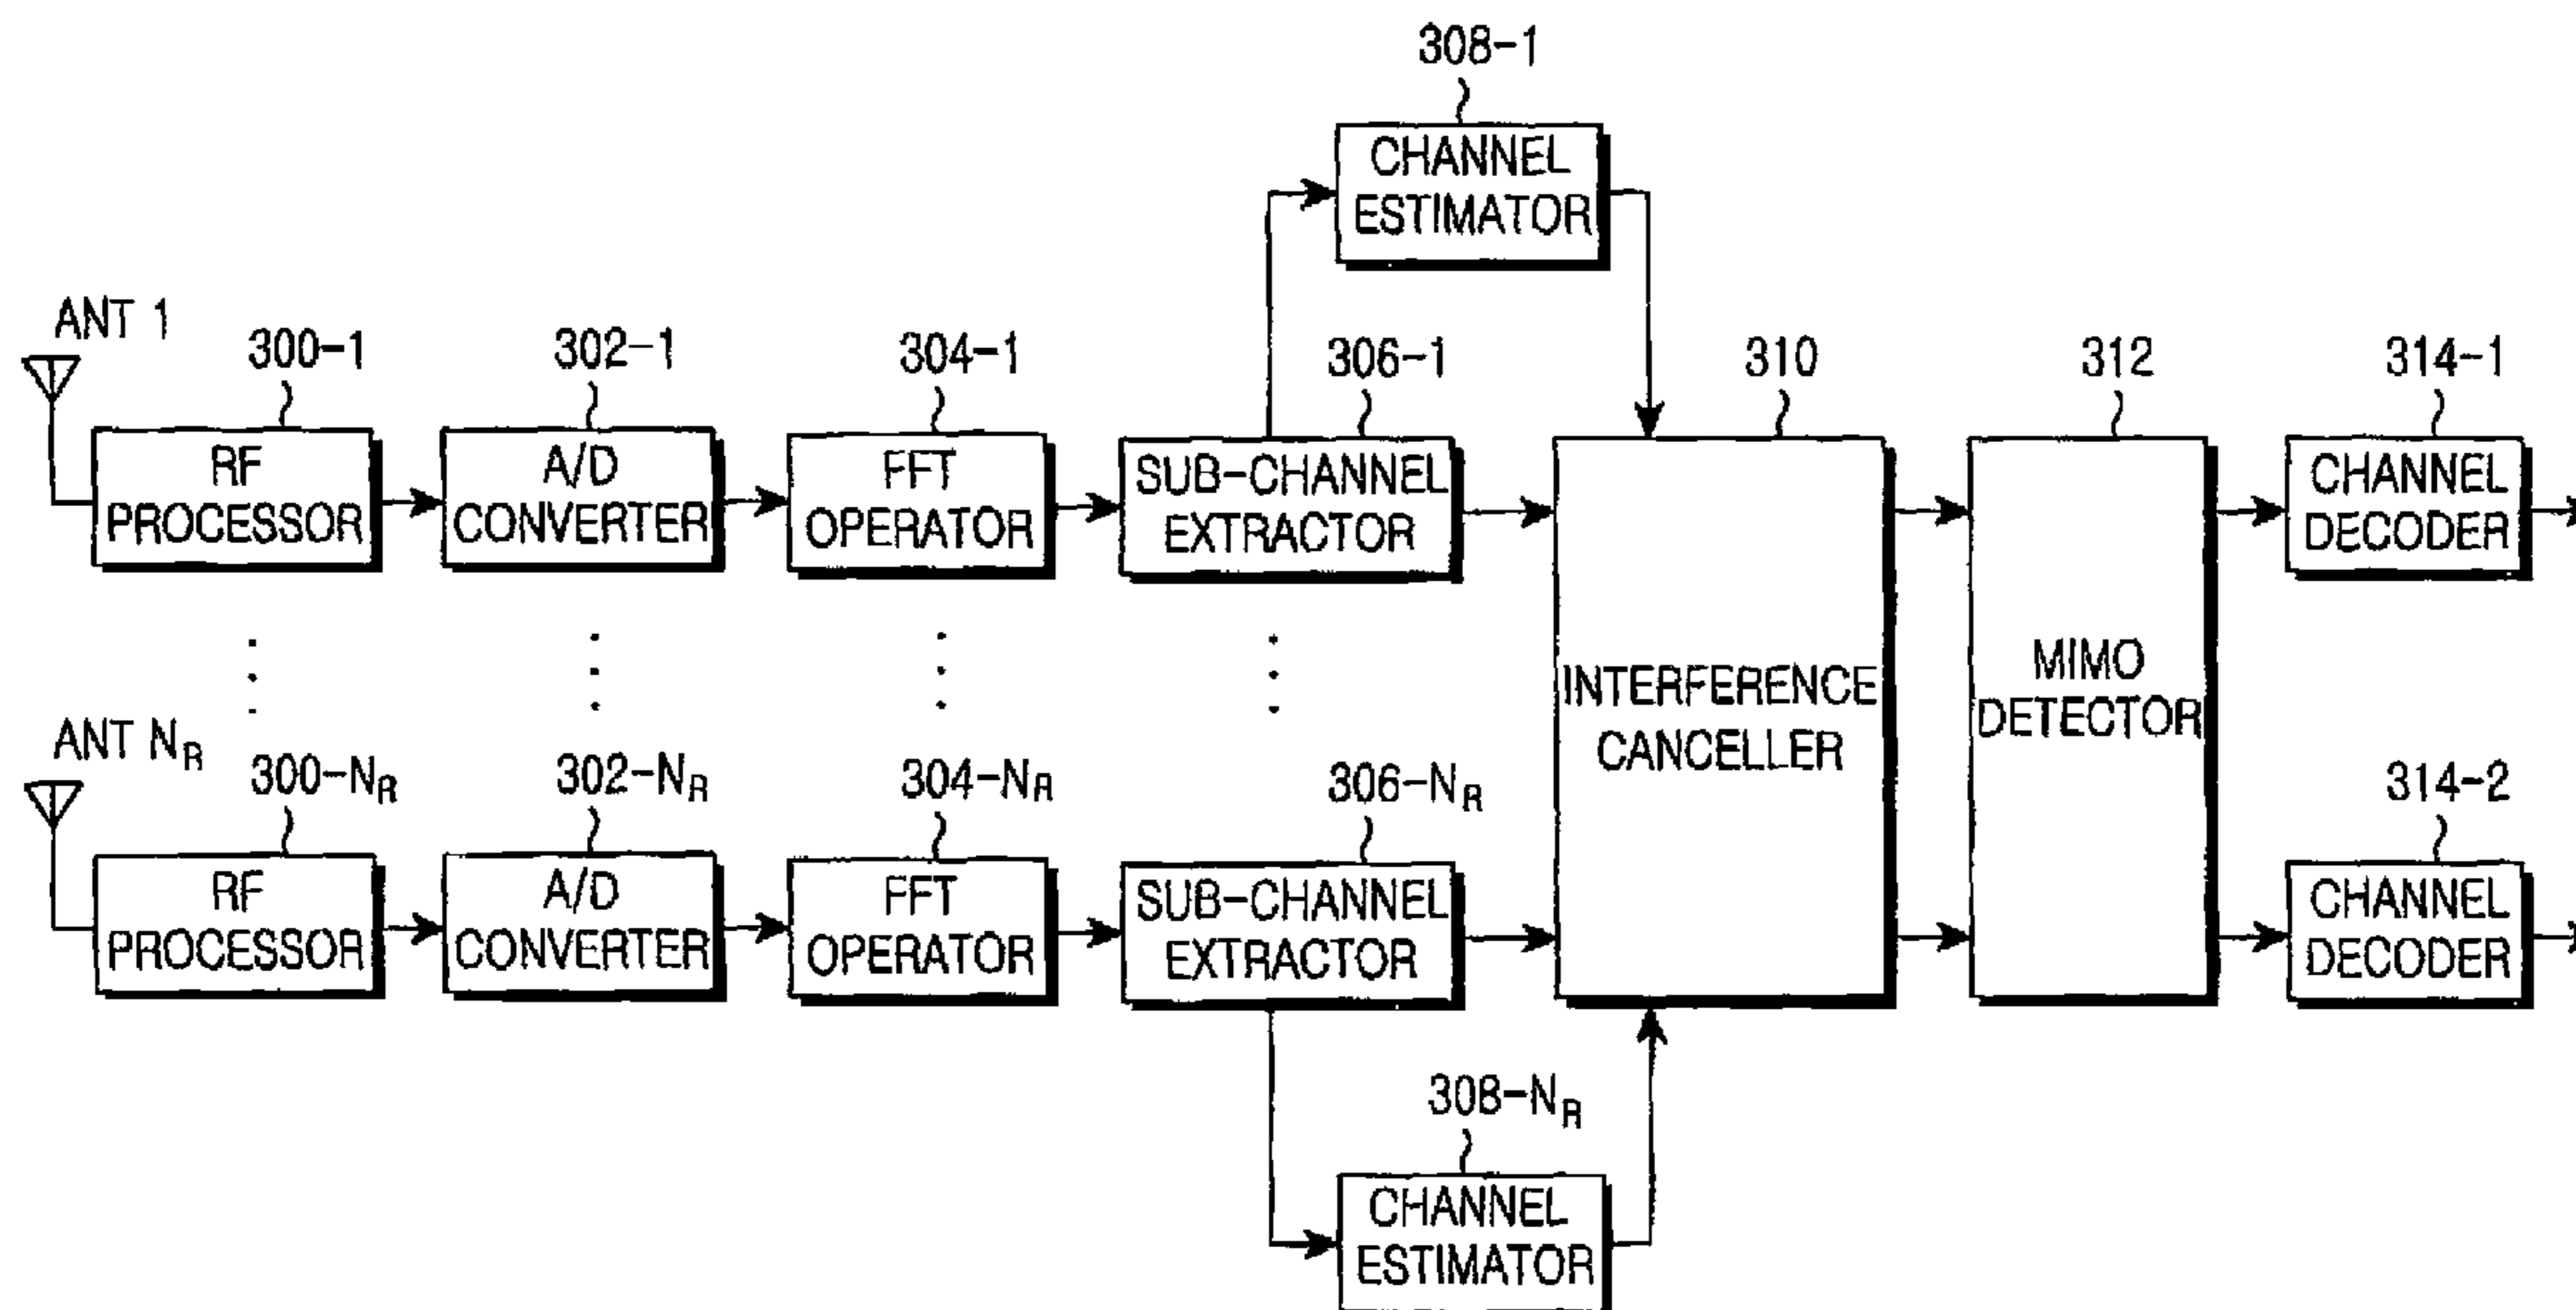 308-1
CHANNEL
ESTIMATOR
ANT 1
300-1
302-1
304-1
306-1
310
312
314-1
RF
PROCESSOR
A/D
CONVERTER
FFT
OPERATOR
SUB-CHANNEL
EXTRACTOR
INTERFERENCE
CANCELLER
MIMO
DETECTOR
CHANNEL
DECODER
ANT NR
300-NR
302-NR
304-NR
306-NR
314-2
RF
PROCESSOR
A/D
CONVERTER
FFT
OPERATOR
SUB-CHANNEL
EXTRACTOR
CHANNEL
DECODER
308-NR
CHANNEL
ESTIMATOR